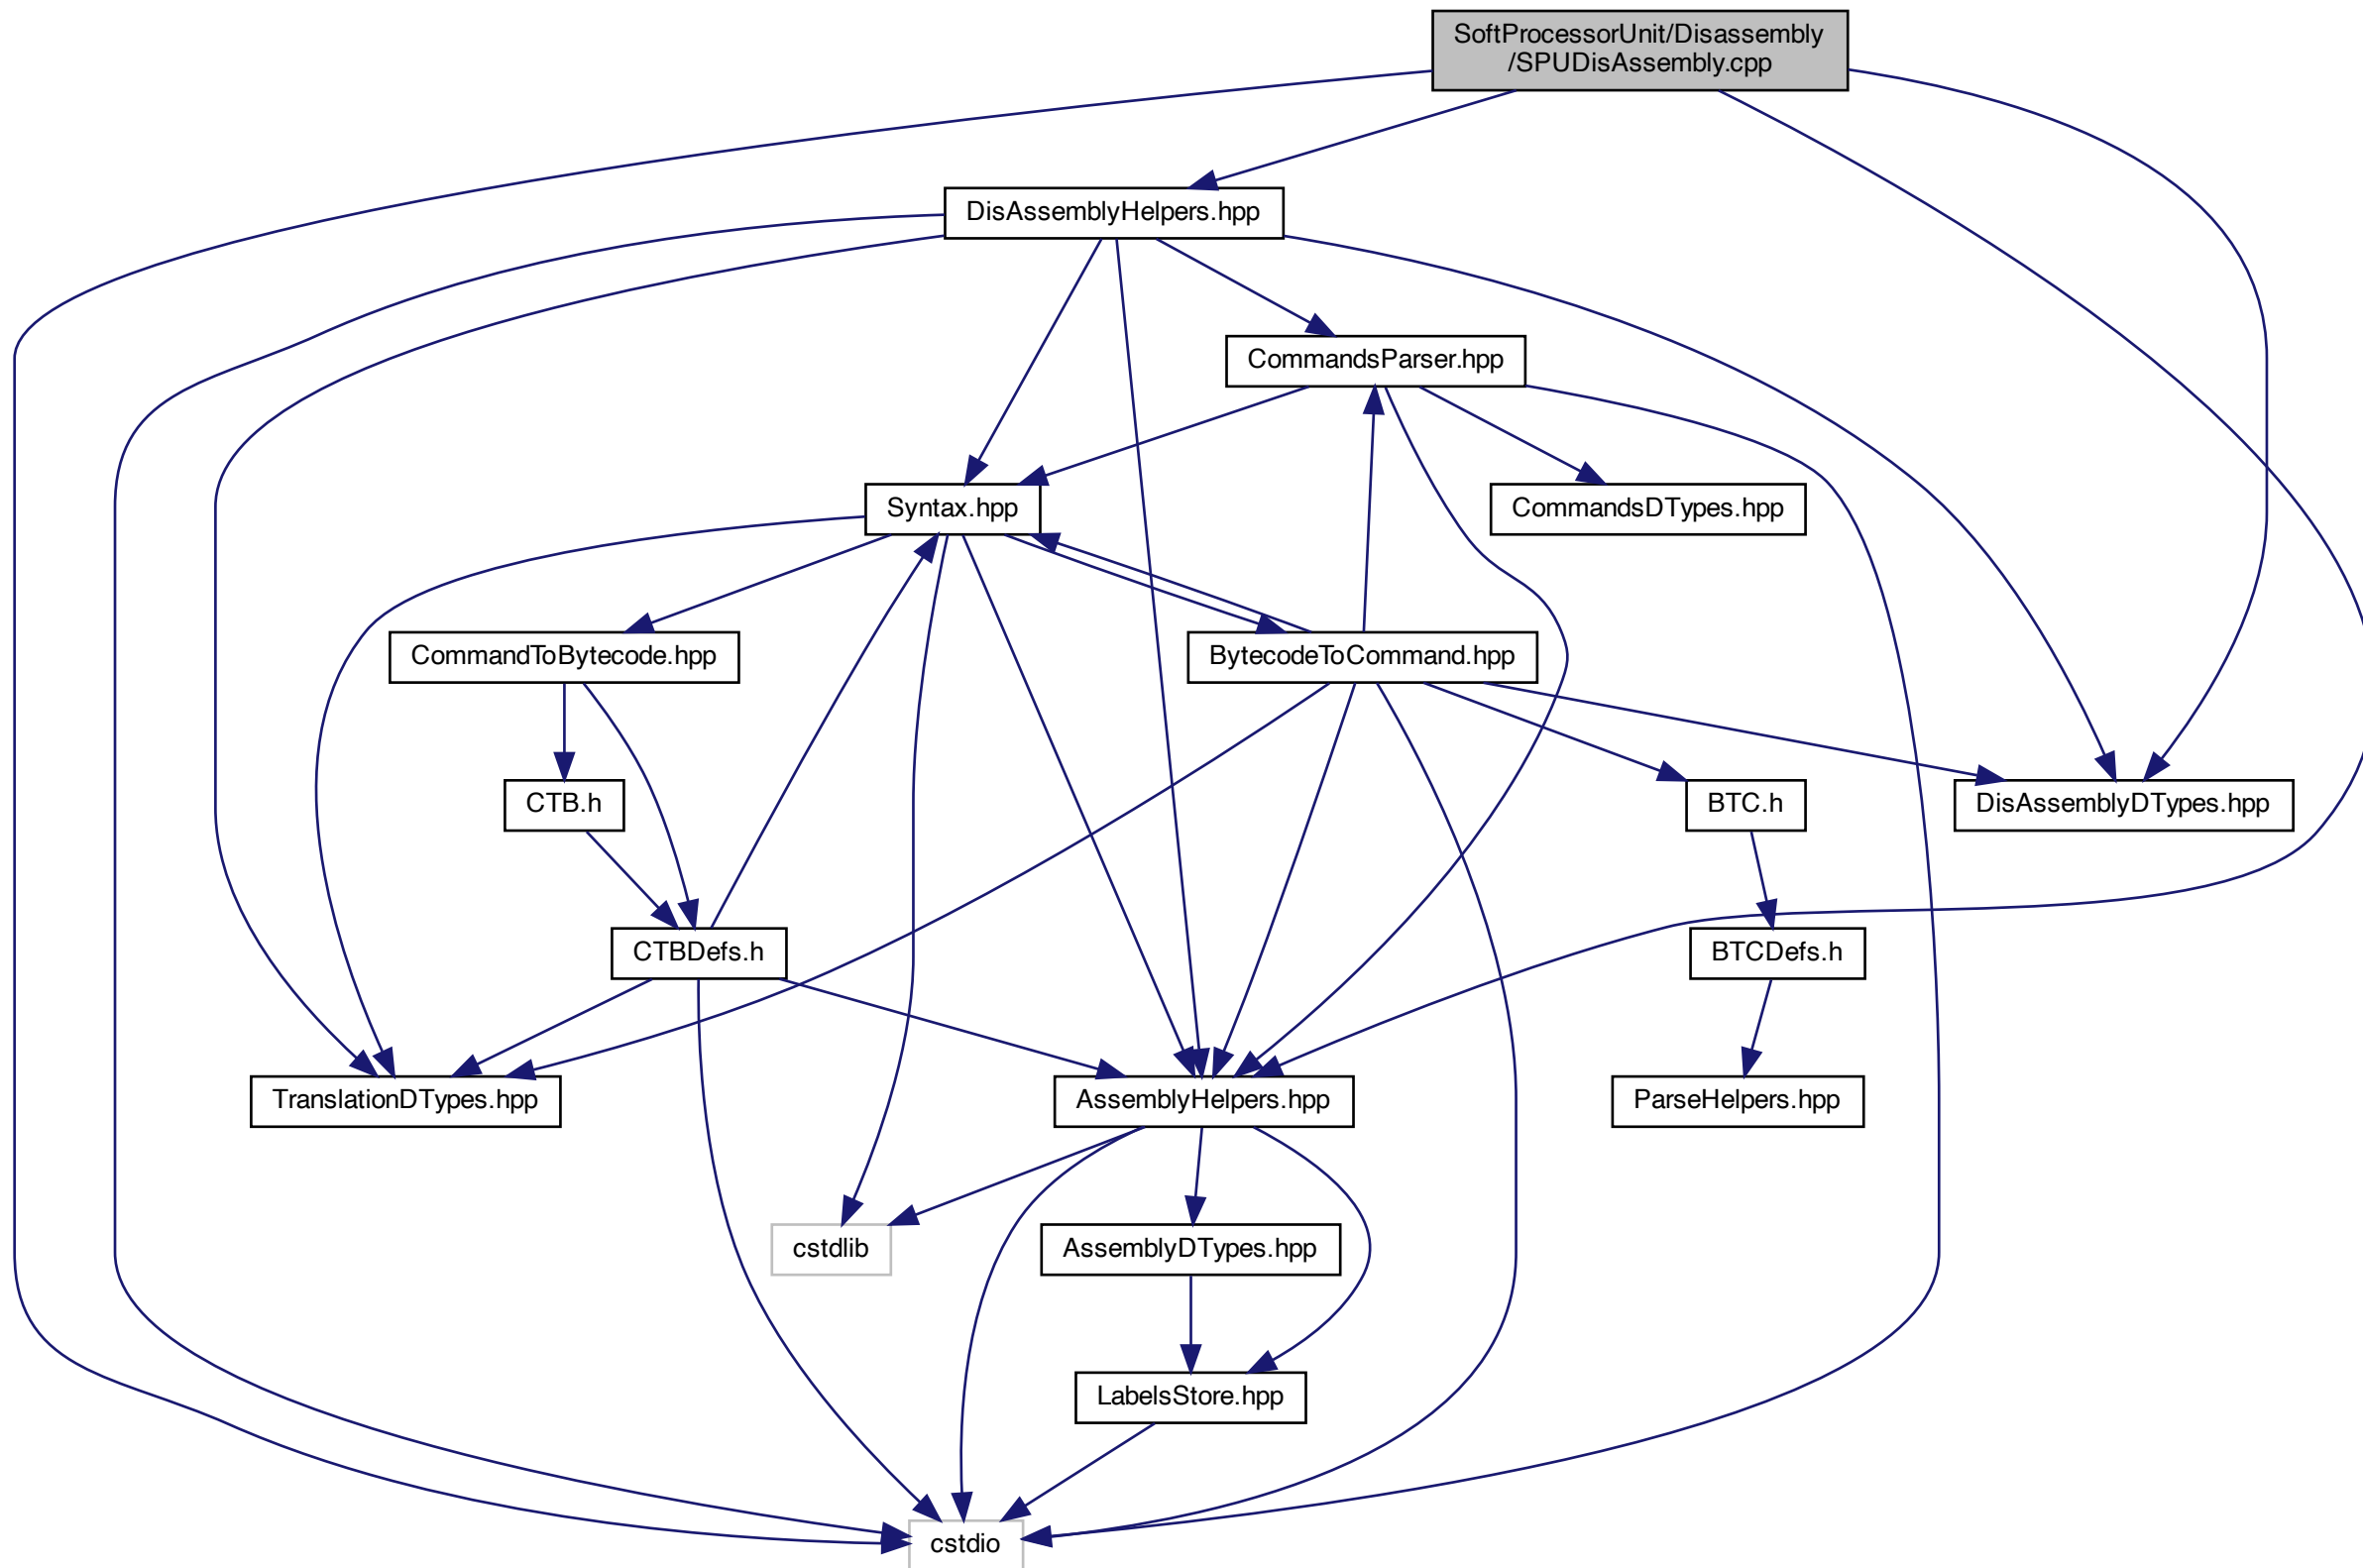 SoftProcessorUnit/Disassembly
/SPUDisAssembly.cpp
DisAssemblyHelpers.hpp
CommandsParser.hpp
Syntax.hpp
CommandsDTypes.hpp
CommandToBytecode.hpp
BytecodeToCommand.hpp
CTB.h
BTC.h
DisAssemblyDTypes.hpp
CTBDefs.h
BTCDefs.h
TranslationDTypes.hpp
AssemblyHelpers.hpp
ParseHelpers.hpp
cstdlib
AssemblyDTypes.hpp
LabelsStore.hpp
cstdio